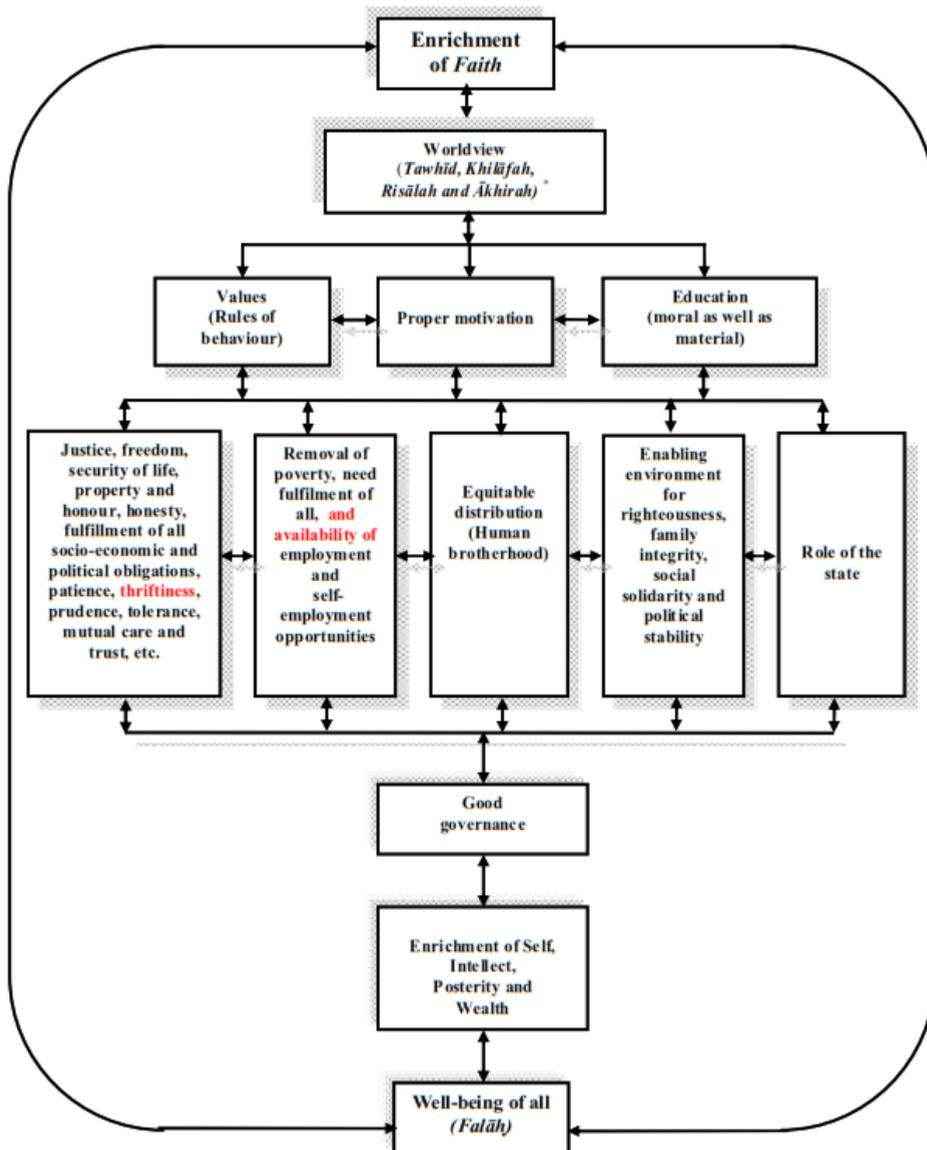 Enrichment
of Faith
Worldview
(Tawhīd, Khilāfah,
Risālah and Ākhirah) *
Values
(Rules of
behaviour)
Proper motivation
Education
(moral as well as
material)
Justice, freedom,
security of life,
property and
honour, honesty,
fulfillment of all
socio-economic and
political obligations,
patience, thriftiness,
prudence, tolerance,
mutual care and
trust, etc.
Removal of
poverty, need
fulfilment of
all, and
availability of
employment
and
self-
employment
opportunities
Equitable
distribution
(Human
brotherhood)
Enabling
environment
for
righteousness,
family
integrity,
social
solidarity and
political
stability
Role of the
state
Good
governance
Enrichment of Self,
Intellect,
Posterity and
Wealth
Well-being of all
(Falāḥ)